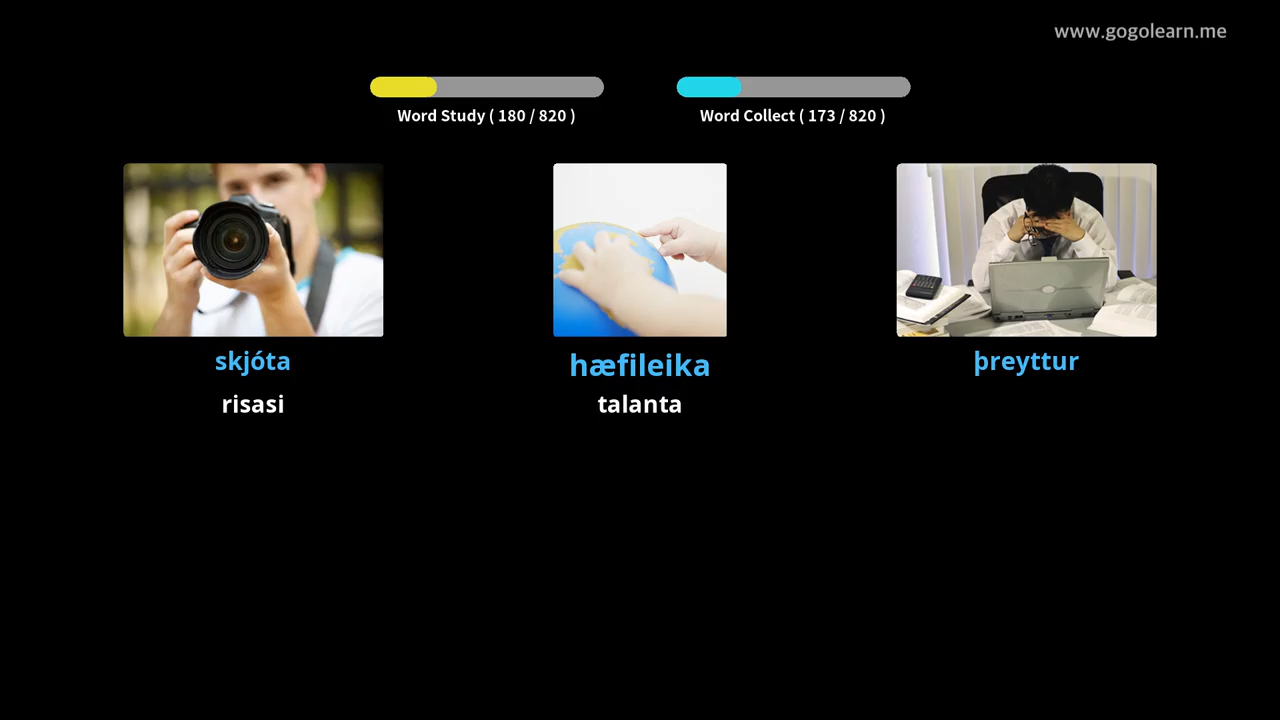 www.gogolearn.me
Word Study ( 180 / 820 )
Word Collect ( 173 / 820 )
skjóta
hæfileika
þreyttur
risasi
talanta